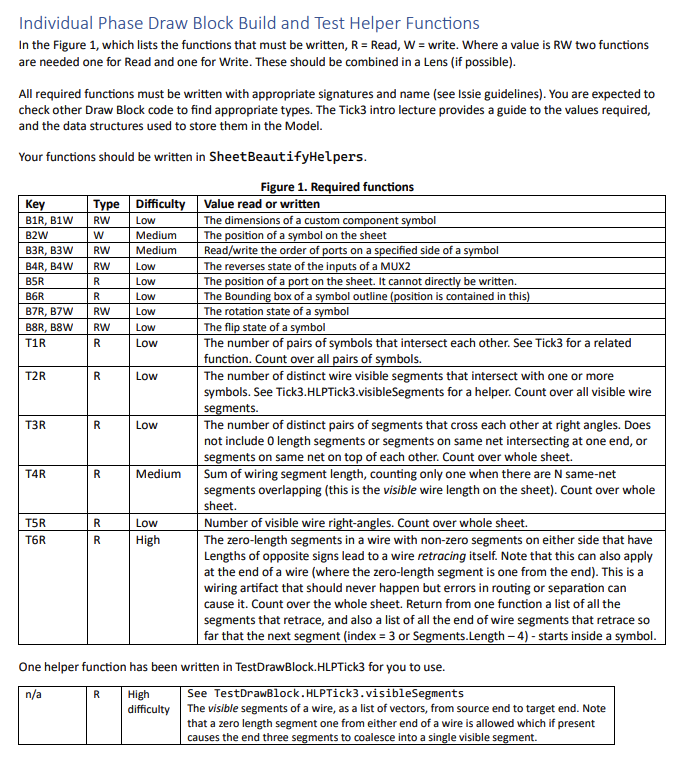 Individual Phase Draw Block Build and Test Helper Functions
In the Figure 1, which lists the functions that must be written, R = Read, W = write. Where a value is RW two functions
are needed one for Read and one for Write. These should be combined in a Lens (if possible).
All required functions must be written with appropriate signatures and name (see Issie guidelines). You are expected to
check other Draw Block code to find appropriate types. The Tick3 intro lecture provides a guide to the values required,
and the data structures used to store them in the Model.
Your functions should be written in SheetBeautifyHelpers.
Figure 1. Required functions
Key Type Difficulty Value read or written
B1R, B1W RW Low The dimensions of a custom component symbol
B2W W Medium The position of a symbol on the sheet
B3R, B3W RW Medium Read/write the order of ports on a specified side of a symbol
B4R, B4W RW Low The reverses state of the inputs of a MUX2
B5R R Low The position of a port on the sheet. It cannot directly be written.
B6R R Low The Bounding box of a symbol outline (position is contained in this)
B7R, B7W RW Low The rotation state of a symbol
B8R, B8W RW Low The flip state of a symbol
T1R R Low The number of pairs of symbols that intersect each other. See Tick3 for a related
function. Count over all pairs of symbols.
T2R R Low The number of distinct wire visible segments that intersect with one or more
symbols. See Tick3.HLPTick3.visibleSegments for a helper. Count over all visible wire
segments.
T3R R Low The number of distinct pairs of segments that cross each other at right angles. Does
not include 0 length segments or segments on same net intersecting at one end, or
segments on same net on top of each other. Count over whole sheet.
T4R R Medium Sum of wiring segment length, counting only one when there are N same-net
segments overlapping (this is the visible wire length on the sheet). Count over whole
sheet.
T5R R Low Number of visible wire right-angles. Count over whole sheet.
T6R R High The zero-length segments in a wire with non-zero segments on either side that have
Lengths of opposite signs lead to a wire retracing itself. Note that this can also apply
at the end of a wire (where the zero-length segment is one from the end). This is a
wiring artifact that should never happen but errors in routing or separation can
cause it. Count over the whole sheet. Return from one function a list of all the
segments that retrace, and also a list of all the end of wire segments that retrace so
far that the next segment (index = 3 or Segments.Length – 4) - starts inside a symbol.
One helper function has been written in TestDrawBlock.HLPTick3 for you to use.
n/a R High See TestDrawBlock.HLPTick3.visibleSegments
difficulty The visible segments of a wire, as a list of vectors, from source end to target end. Note
that a zero length segment one from either end of a wire is allowed which if present
causes the end three segments to coalesce into a single visible segment.